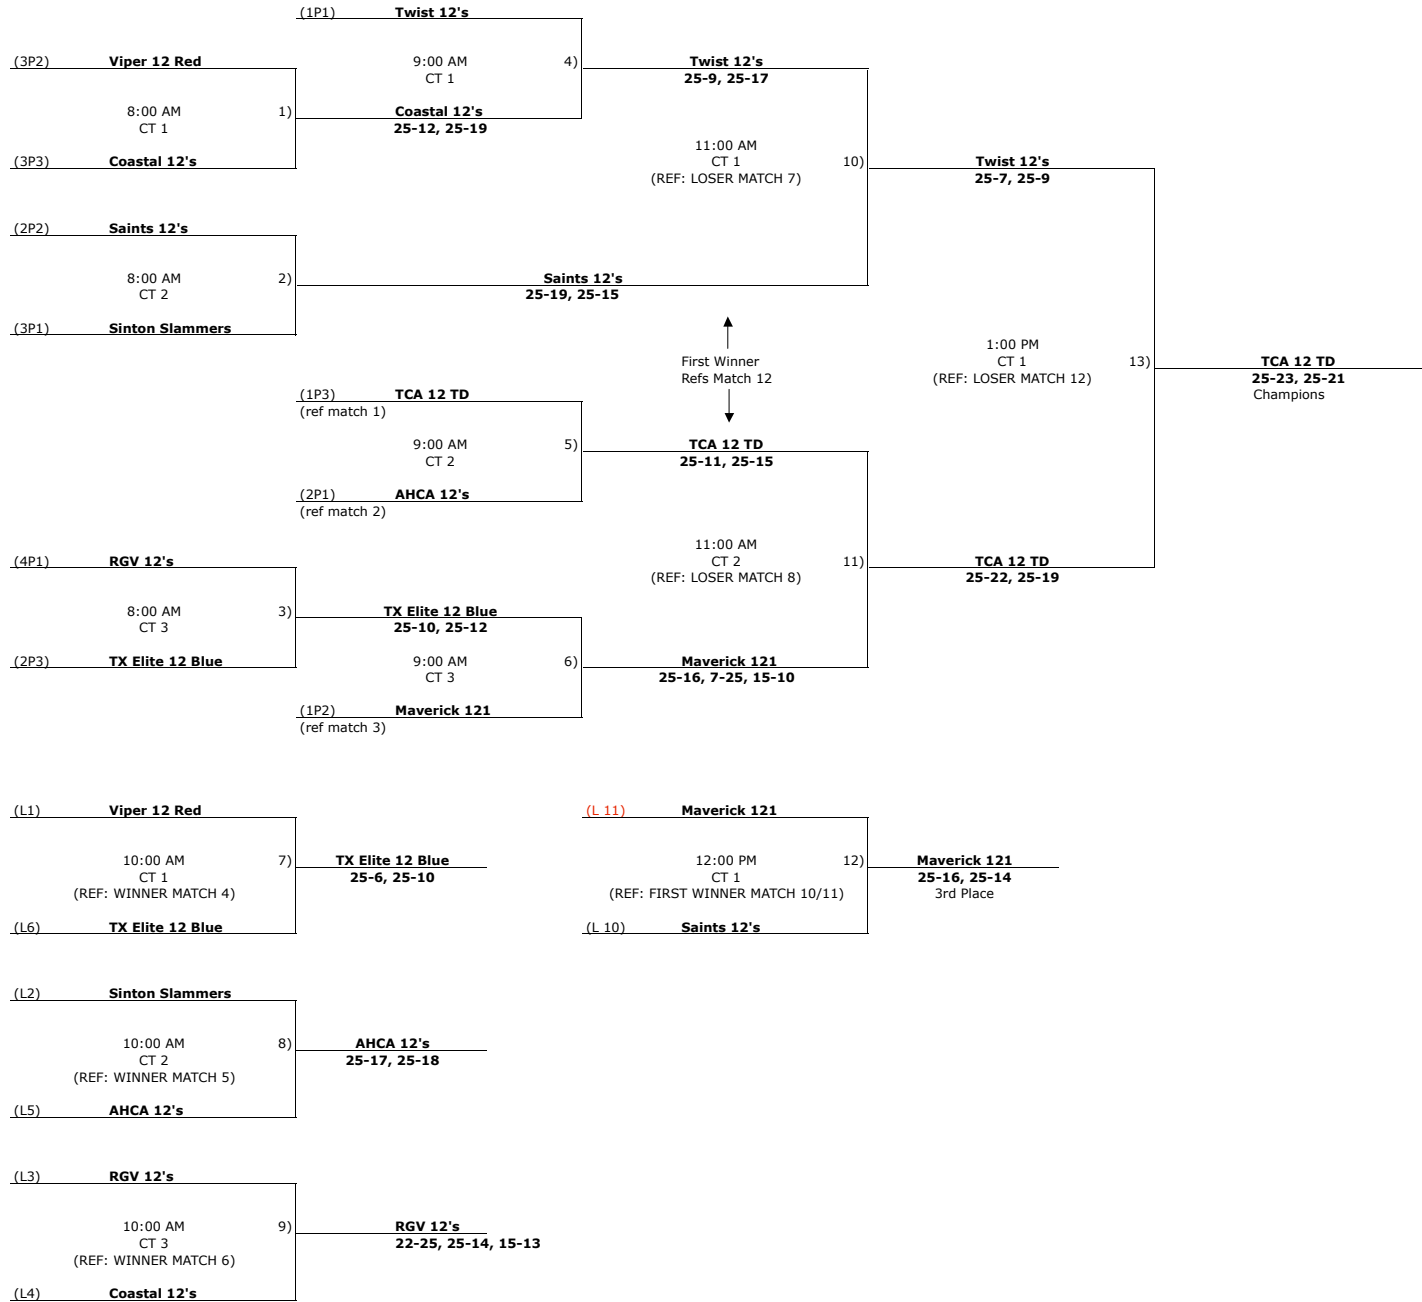 (1P1) Twist 12's
(3P2) Viper 12 Red
9:00 AM 4)
CT 1
Twist 12's
25-9, 25-17
8:00 AM 1)
CT 1
Coastal 12's
25-12, 25-19
(3P3) Coastal 12's
11:00 AM
CT 1 10)
(REF: LOSER MATCH 7)
Twist 12's
25-7, 25-9
(2P2) Saints 12's
8:00 AM 2)
CT 2
Saints 12's
25-19, 25-15
(3P1) Sinton Slammers
First Winner
Refs Match 12
1:00 PM
CT 1 13)
(REF: LOSER MATCH 12)
TCA 12 TD
25-23, 25-21
Champions
(1P3) TCA 12 TD
(ref match 1)
9:00 AM 5)
CT 2
TCA 12 TD
25-11, 25-15
(2P1) AHCA 12's
(ref match 2)
(4P1) RGV 12's
11:00 AM
CT 2 11)
(REF: LOSER MATCH 8)
TCA 12 TD
25-22, 25-19
8:00 AM 3)
CT 3
TX Elite 12 Blue
25-10, 25-12
(2P3) TX Elite 12 Blue
9:00 AM 6)
CT 3
Maverick 121
25-16, 7-25, 15-10
(1P2) Maverick 121
(ref match 3)
(L1) Viper 12 Red
10:00 AM 7)
CT 1
(REF: WINNER MATCH 4)
TX Elite 12 Blue
25-6, 25-10
(L6) TX Elite 12 Blue
(L 11) Maverick 121
12:00 PM 12)
CT 1
(REF: FIRST WINNER MATCH 10/11)
Maverick 121
25-16, 25-14
3rd Place
(L 10) Saints 12's
(L2) Sinton Slammers
10:00 AM 8)
CT 2
(REF: WINNER MATCH 5)
AHCA 12's
25-17, 25-18
(L5) AHCA 12's
(L3) RGV 12's
10:00 AM 9)
CT 3
(REF: WINNER MATCH 6)
RGV 12's
22-25, 25-14, 15-13
(L4) Coastal 12's